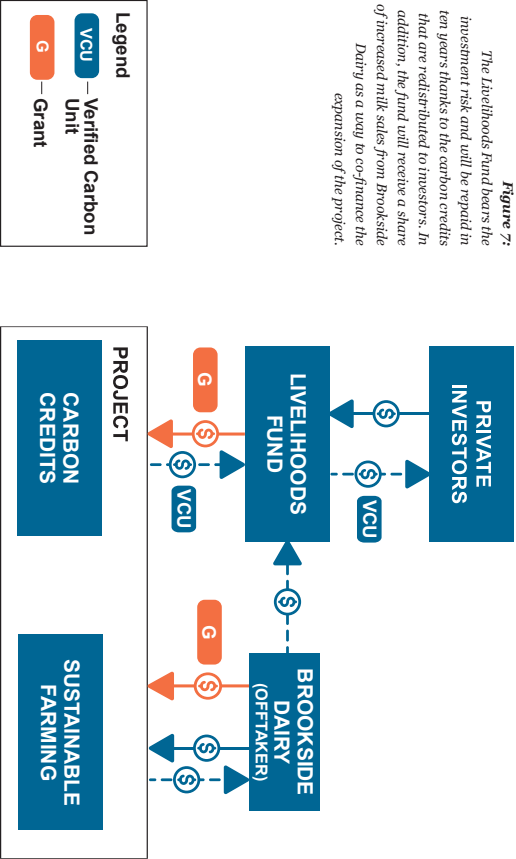 Figure 7:
The Livelihoods Fund bears the
investment risk and will be repaid in
ten years thanks to the carbon credits
that are redistributed to investors. In
addition, the fund will receive a share
of increased milk sales from Brookside
Dairy as a way to co-finance the
expansion of the project.
Legend
VCU – Verified Carbon
Unit
G – Grant
PRIVATE
INVESTORS
$
$
VCU
LIVELIHOODS
FUND
$
BROOKSIDE
DAIRY
(OFFTAKER)
G
$
$
VCU
G
$
$
$
PROJECT
CARBON
CREDITS
SUSTAINABLE
FARMING